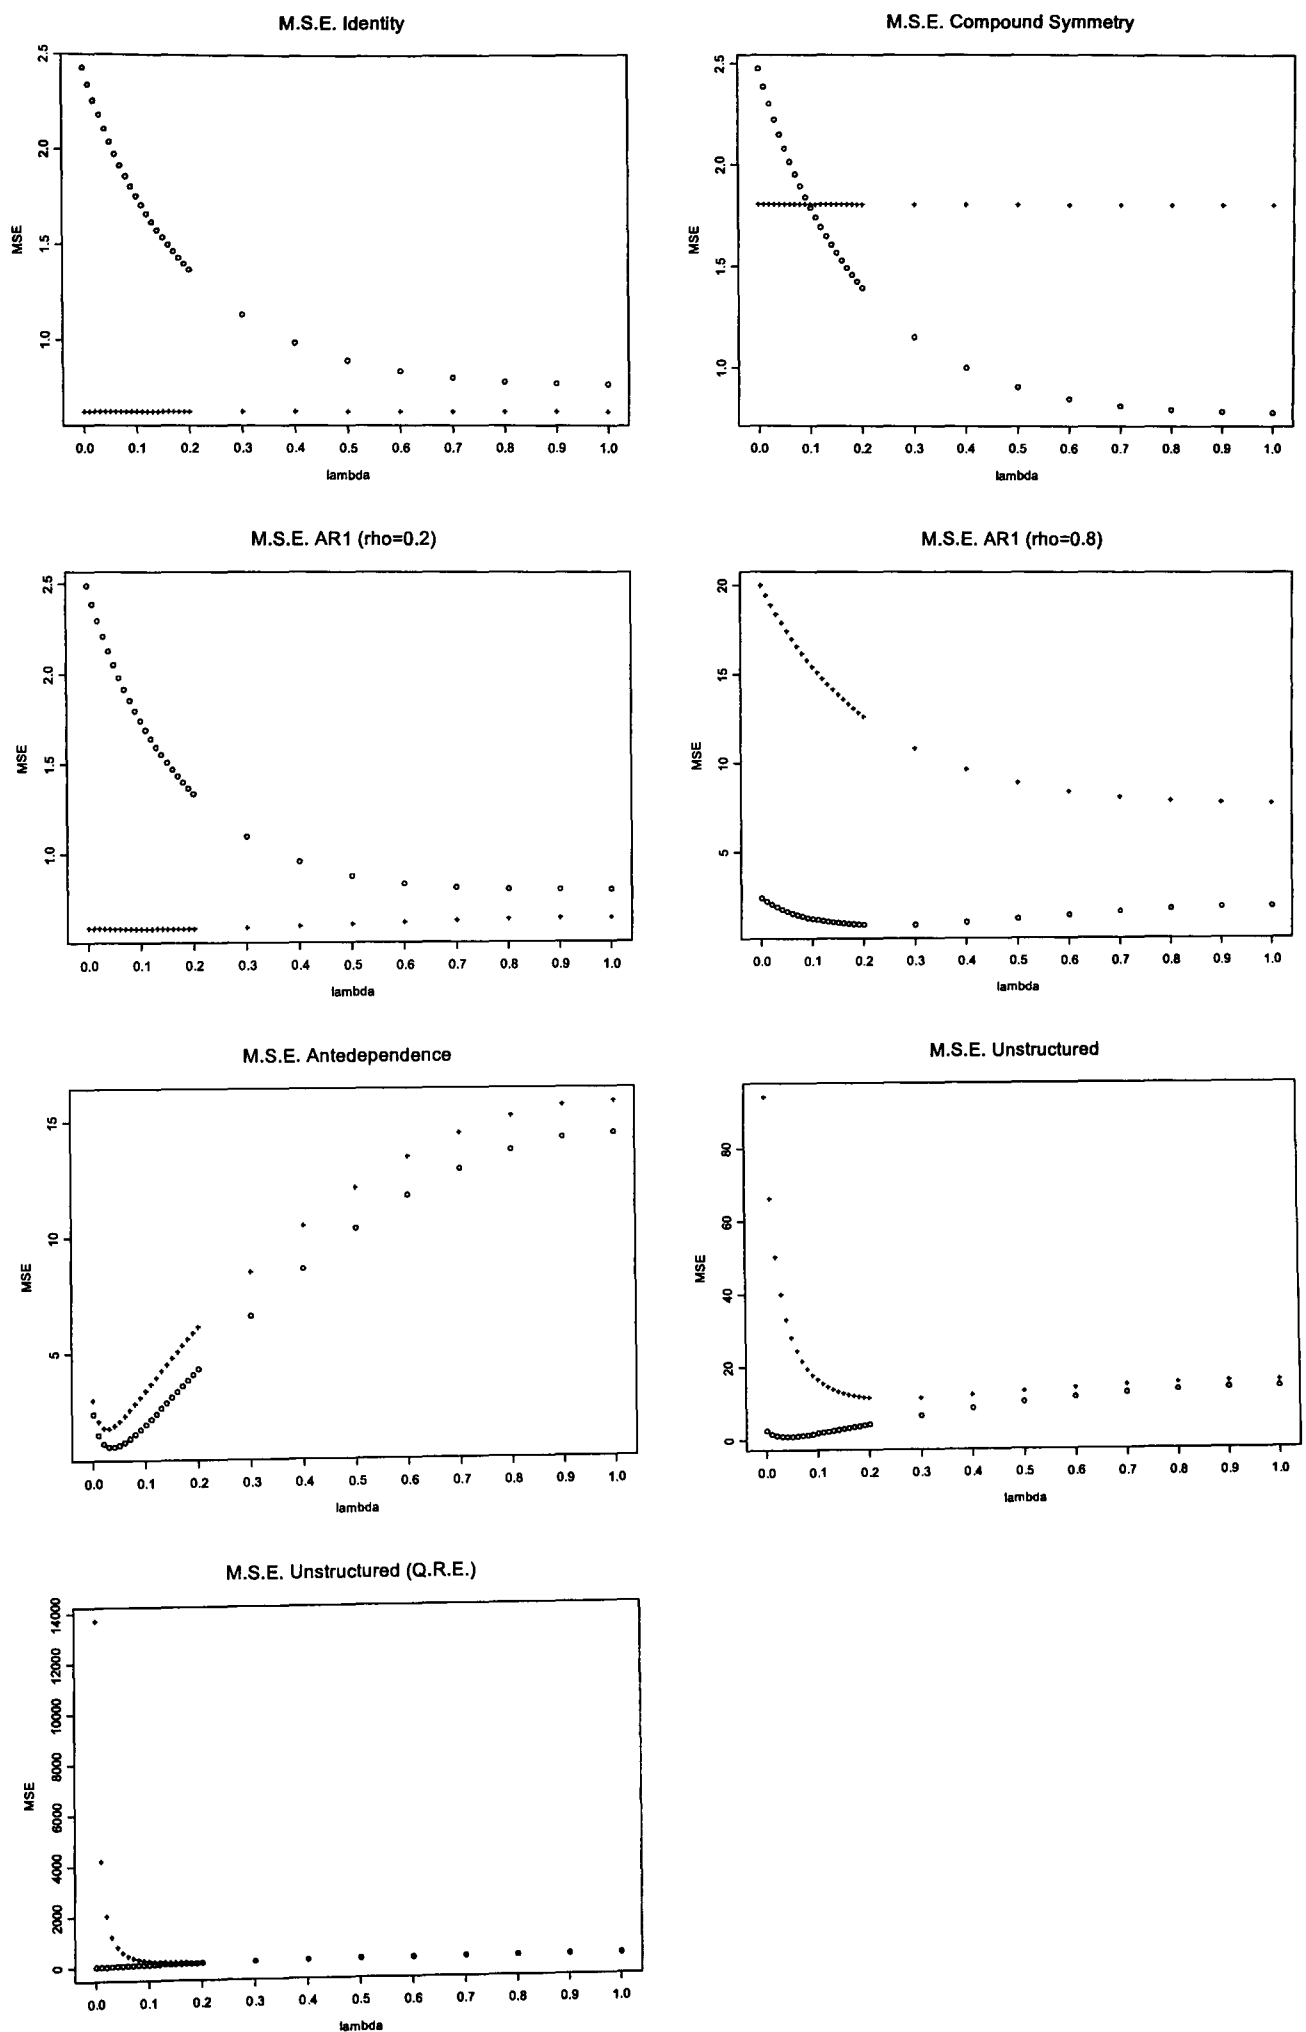 M.S.E. Identity
MSE
2.5
2.0
1.5
1.0
0.0 0.1 0.2 0.3 0.4 0.5 0.6 0.7 0.8 0.9 1.0
lambda
M.S.E. Compound Symmetry
MSE
2.5
2.0
1.5
1.0
0.0 0.1 0.2 0.3 0.4 0.5 0.6 0.7 0.8 0.9 1.0
lambda
M.S.E. AR1 (rho=0.2)
MSE
2.5
2.0
1.5
1.0
0.0 0.1 0.2 0.3 0.4 0.5 0.6 0.7 0.8 0.9 1.0
lambda
M.S.E. AR1 (rho=0.8)
MSE
20
15
10
5
0.0 0.1 0.2 0.3 0.4 0.5 0.6 0.7 0.8 0.9 1.0
lambda
M.S.E. Antedependence
MSE
15
10
5
0.0 0.1 0.2 0.3 0.4 0.5 0.6 0.7 0.8 0.9 1.0
lambda
M.S.E. Unstructured
MSE
80
60
40
20
0
0.0 0.1 0.2 0.3 0.4 0.5 0.6 0.7 0.8 0.9 1.0
lambda
M.S.E. Unstructured (Q.R.E.)
MSE
14000
12000
10000
8000
6000
4000
2000
0
0.0 0.1 0.2 0.3 0.4 0.5 0.6 0.7 0.8 0.9 1.0
lambda